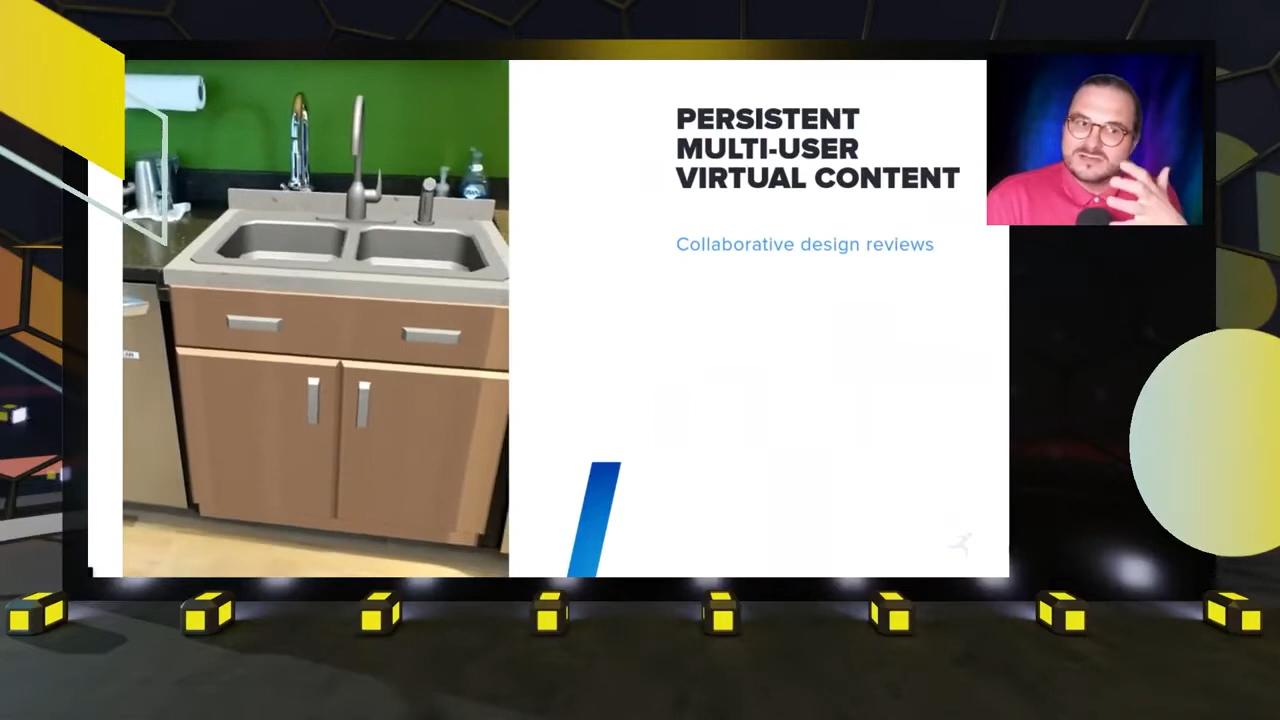 PERSISTENT
MULTI-USER
VIRTUAL CONTENT
Collaborative design reviews